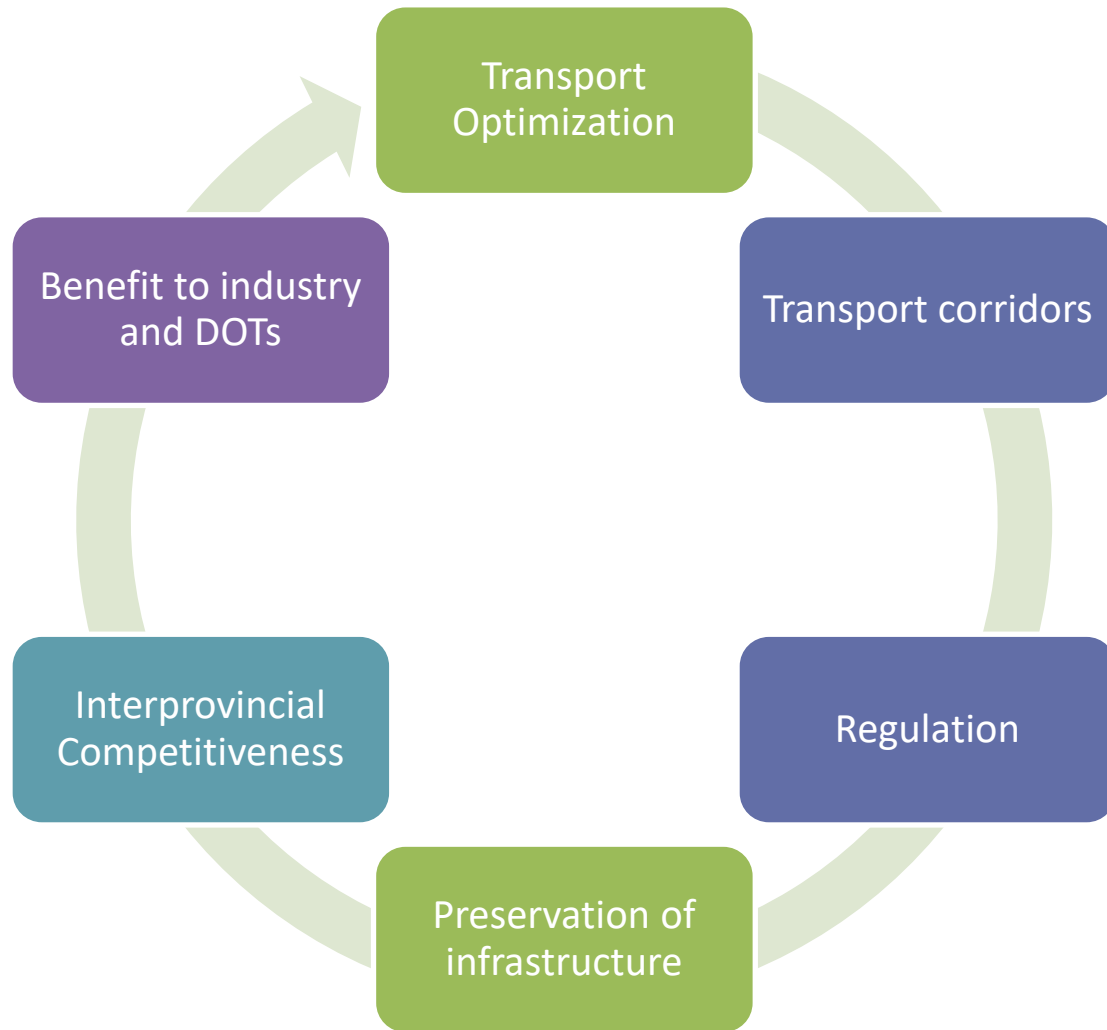 Transport
Optimization
Transport corridors
Regulation
Preservation of
infrastructure
Interprovincial
Competitiveness
Benefit to industry
and DOTs